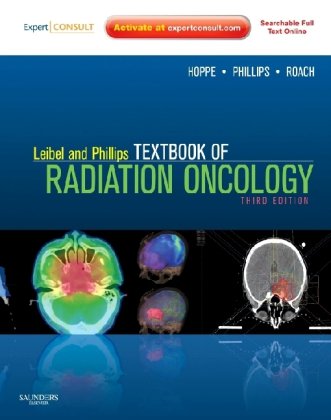 Expert CONSULT
Activate at expertconsult.com
Searchable Full
Text Online
HOPPE • PHILLIPS • ROACH
Leibel and Phillips TEXTBOOK OF
RADIATION ONCOLOGY
THIRD EDITION
SAUNDERS
ELSEVIER